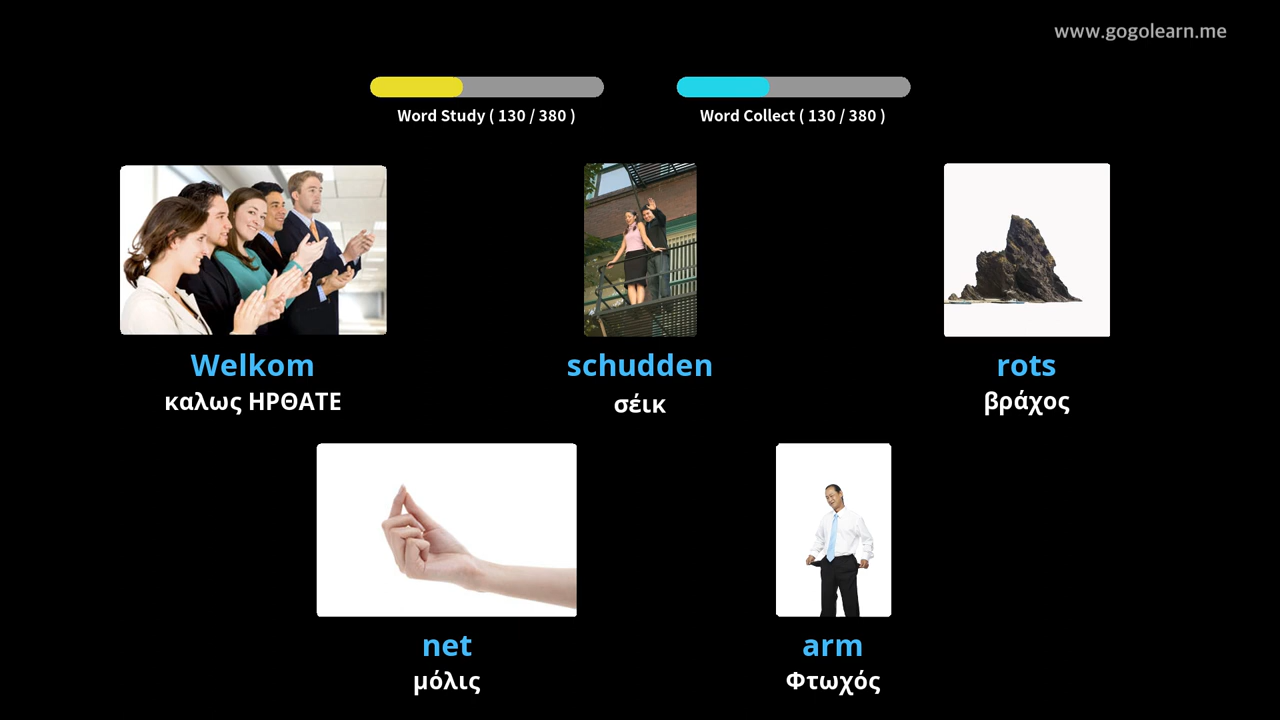 www.gogolearn.me
Word Study ( 130 / 380 )
Word Collect ( 130 / 380 )
Welkom
καλως ΗΡΘΑΤΕ
schudden
σέικ
rots
βράχος
net
μόλις
arm
Φτωχός